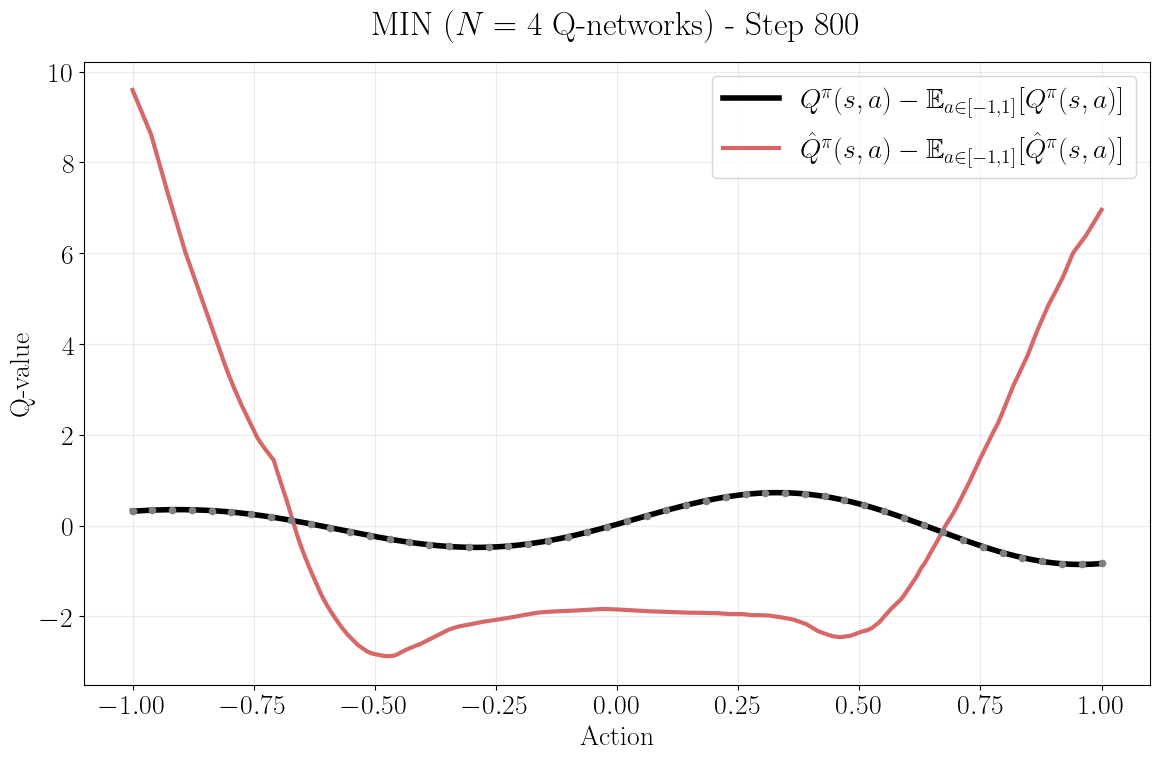 MIN (N = 4 Q-networks) - Step 800
Q^π(s, a) − 𝔼_{a∈[−1,1]}[Q^π(s, a)]
Q̂^π(s, a) − 𝔼_{a∈[−1,1]}[Q̂^π(s, a)]
Q-value
10
8
6
4
2
0
−2
−1.00 −0.75 −0.50 −0.25 0.00 0.25 0.50 0.75 1.00
Action